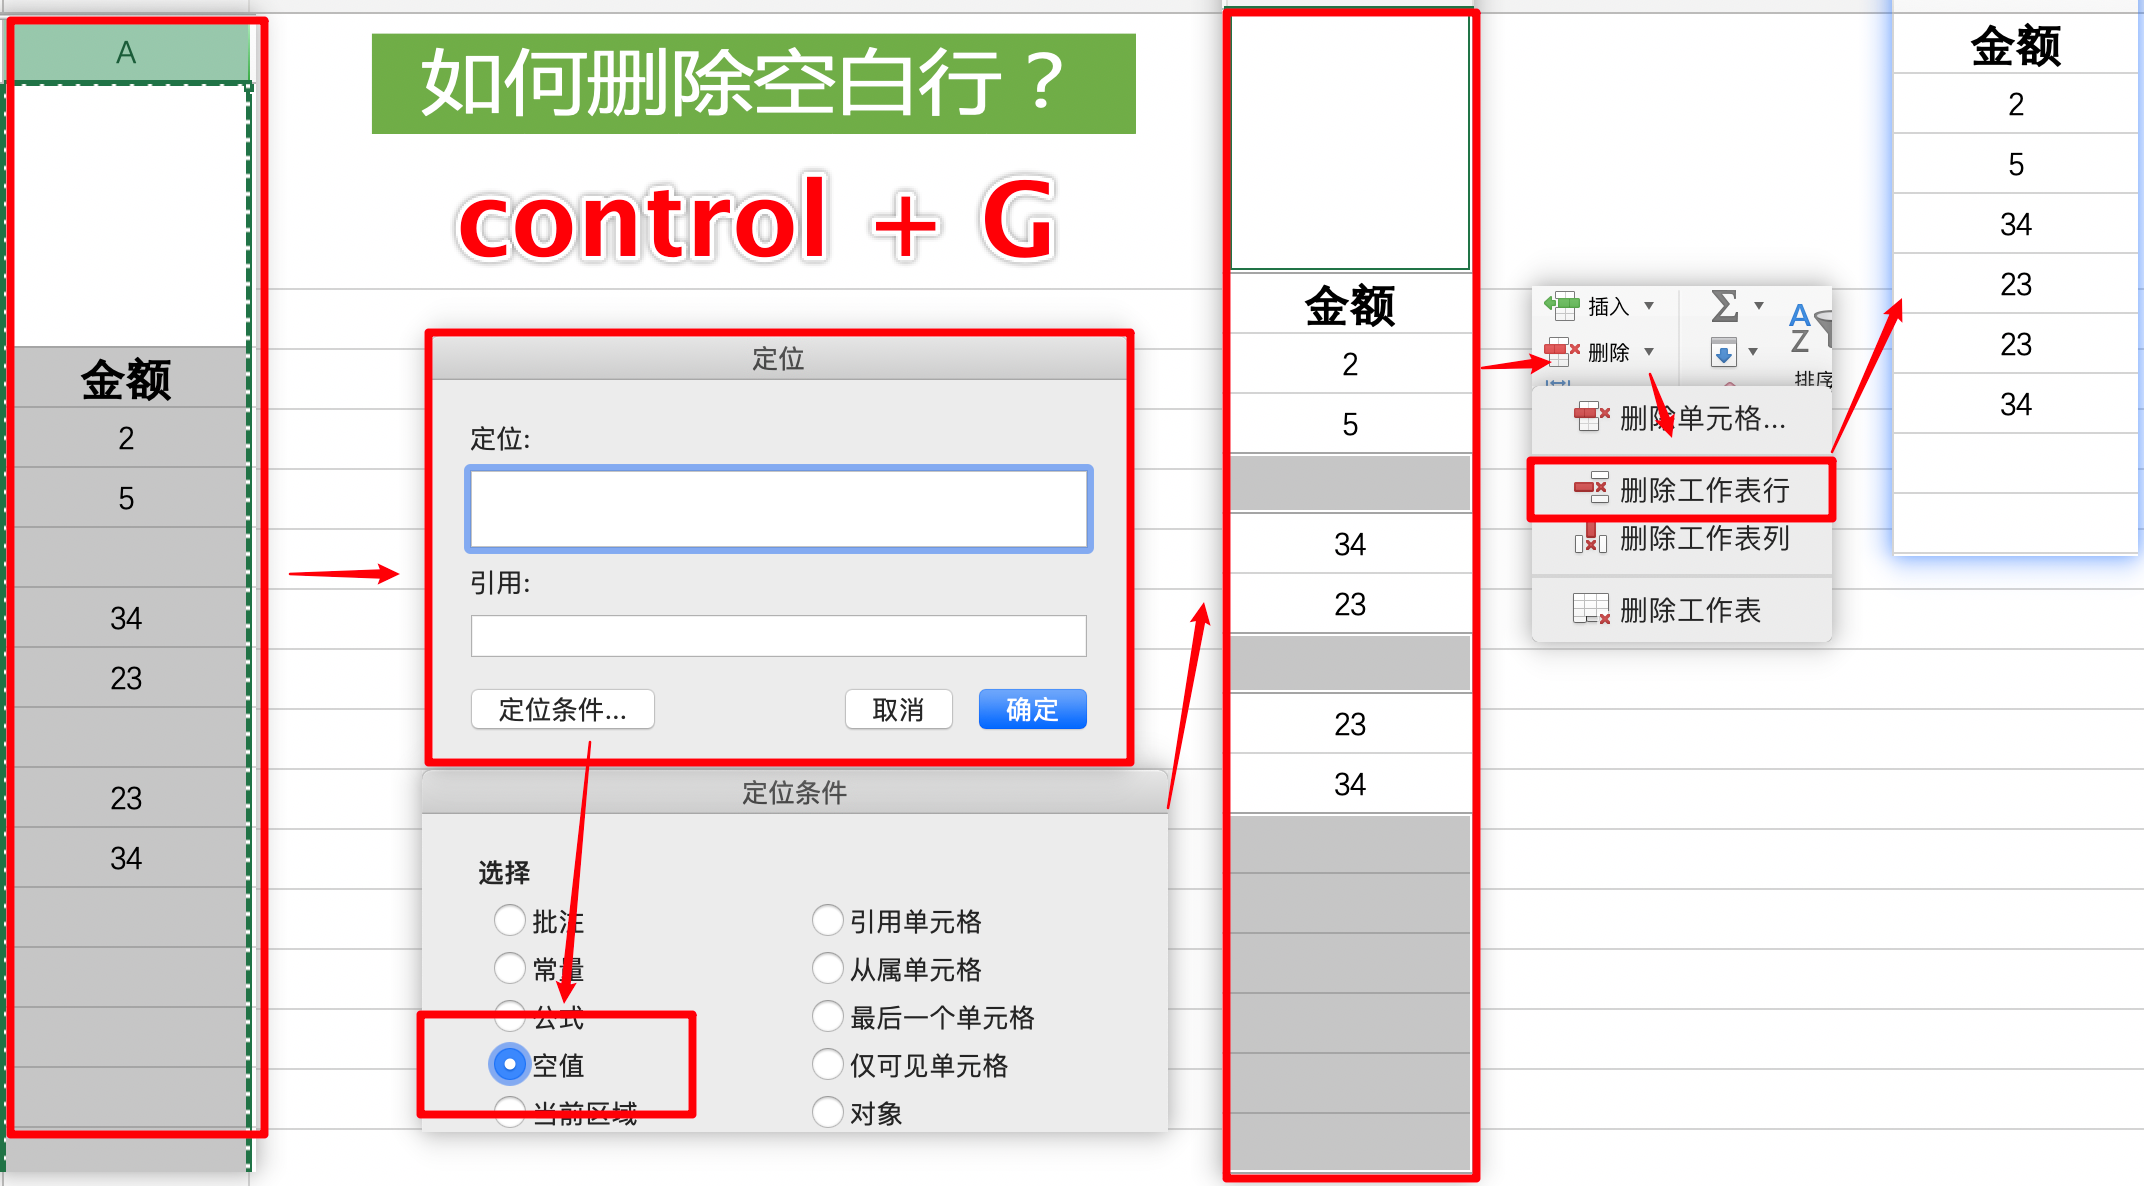 A
金额
2
5
34
23
23
34
如何删除空白行？
control + G
定位
定位:
引用:
定位条件...
取消
确定
定位条件
选择
批注
常量
公式
空值
当前区域
引用单元格
从属单元格
最后一个单元格
仅可见单元格
对象
金额
2
5
34
23
23
34
插入
删除
Σ
A
Z
排序
删除单元格...
删除工作表行
删除工作表列
删除工作表
金额
2
5
34
23
23
34